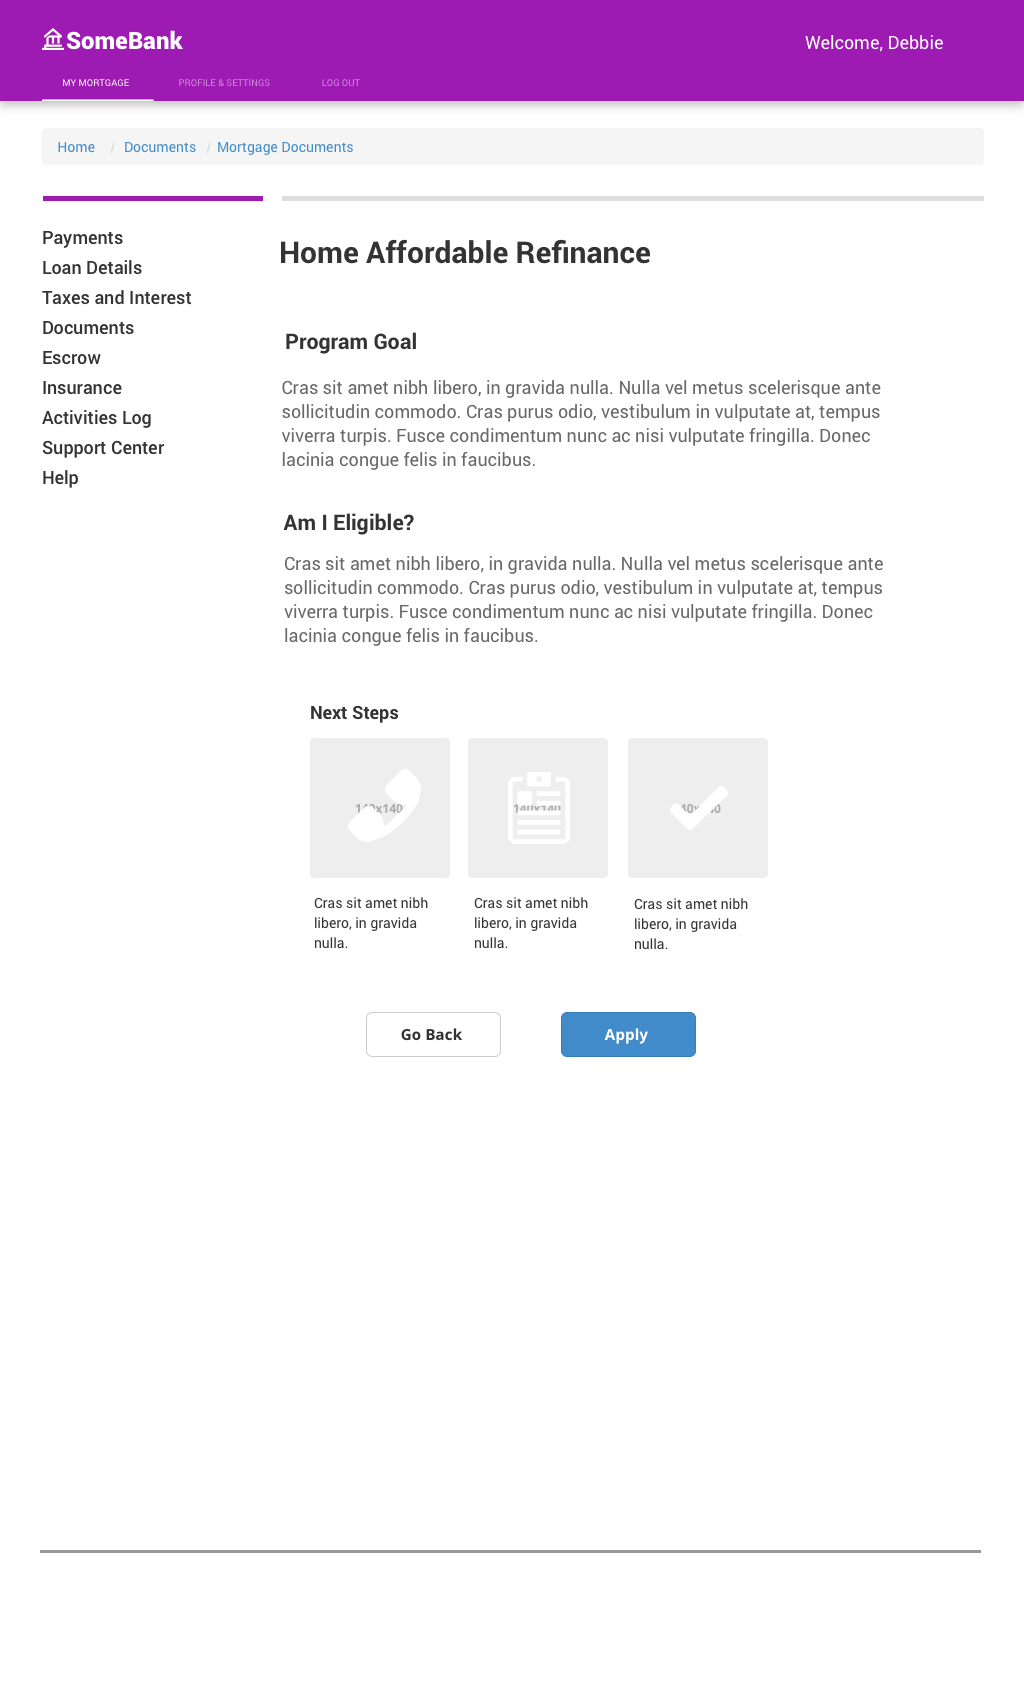 SomeBank
Welcome, Debbie
MY MORTGAGE PROFILE & SETTINGS LOG OUT
Home / Documents / Mortgage Documents
Payments
Loan Details
Taxes and Interest
Documents
Escrow
Insurance
Activities Log
Support Center
Help
Home Affordable Refinance
Program Goal
Cras sit amet nibh libero, in gravida nulla. Nulla vel metus scelerisque ante
sollicitudin commodo. Cras purus odio, vestibulum in vulputate at, tempus
viverra turpis. Fusce condimentum nunc ac nisi vulputate fringilla. Donec
lacinia congue felis in faucibus.
Am I Eligible?
Cras sit amet nibh libero, in gravida nulla. Nulla vel metus scelerisque ante
sollicitudin commodo. Cras purus odio, vestibulum in vulputate at, tempus
viverra turpis. Fusce condimentum nunc ac nisi vulputate fringilla. Donec
lacinia congue felis in faucibus.
Next Steps
140x140
Cras sit amet nibh
libero, in gravida
nulla.
140x140
Cras sit amet nibh
libero, in gravida
nulla.
Cras sit amet nibh
libero, in gravida
nulla.
Go Back
Apply